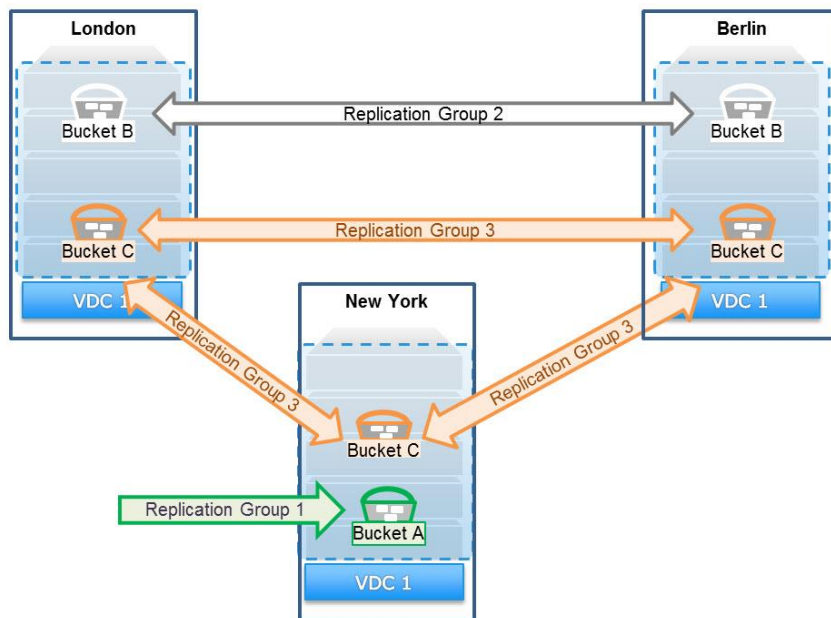 London
Berlin
Bucket B
Replication Group 2
Bucket B
Bucket C
Replication Group 3
Bucket C
VDC 1
VDC 1
New York
Replication Group 3
Replication Group 3
Bucket C
Replication Group 1
Bucket A
VDC 1